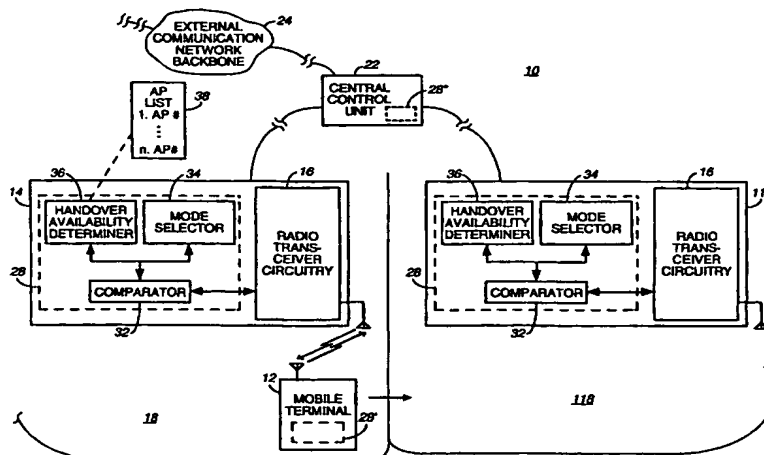 24
EXTERNAL
COMMUNICATION
NETWORK
BACKBONE
10
22
CENTRAL
CONTROL
UNIT
28"
AP
LIST
1. AP #
⋮
n. AP#
38
14
36
34
16
HANDOVER
AVAILABILITY
DETERMINER
MODE
SELECTOR
RADIO
TRANS-
CEIVER
CIRCUITRY
28
COMPARATOR
32
36
34
16
HANDOVER
AVAILABILITY
DETERMINER
MODE
SELECTOR
RADIO
TRANS-
CEIVER
CIRCUITRY
28
COMPARATOR
32
12
MOBILE
TERMINAL
28'
18
118